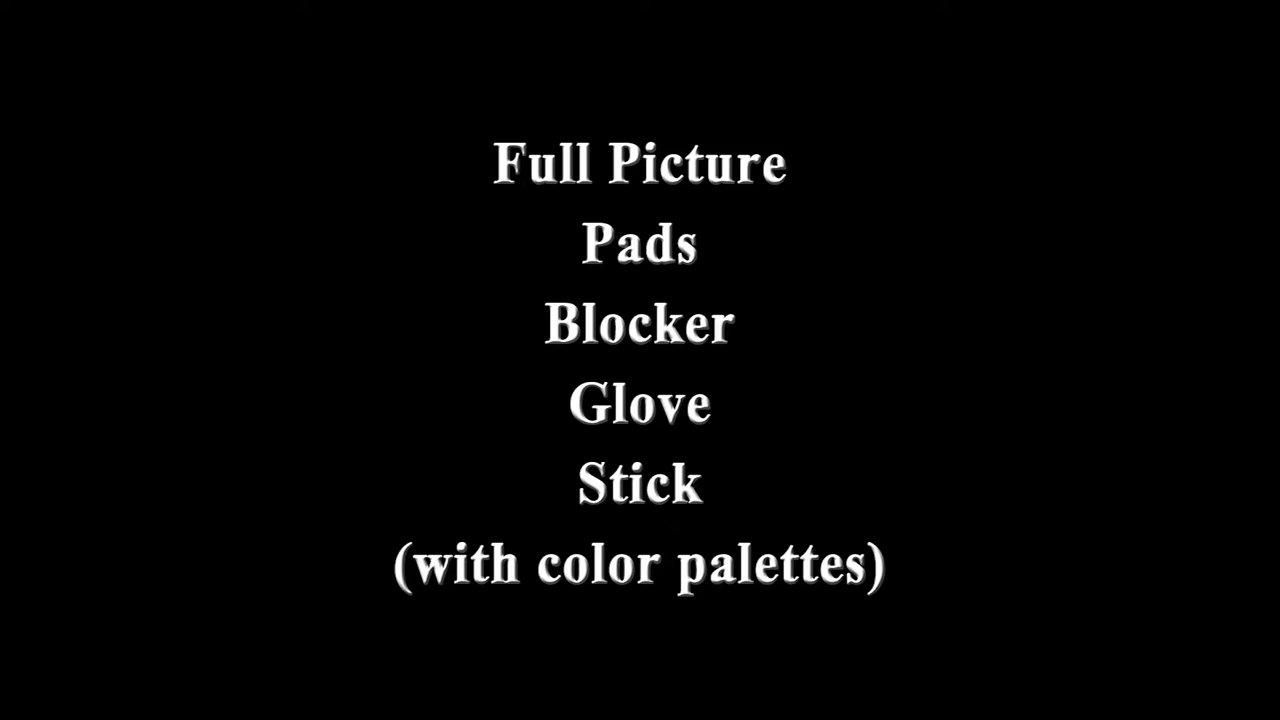 Full Picture
Pads
Blocker
Glove
Stick
(with color palettes)